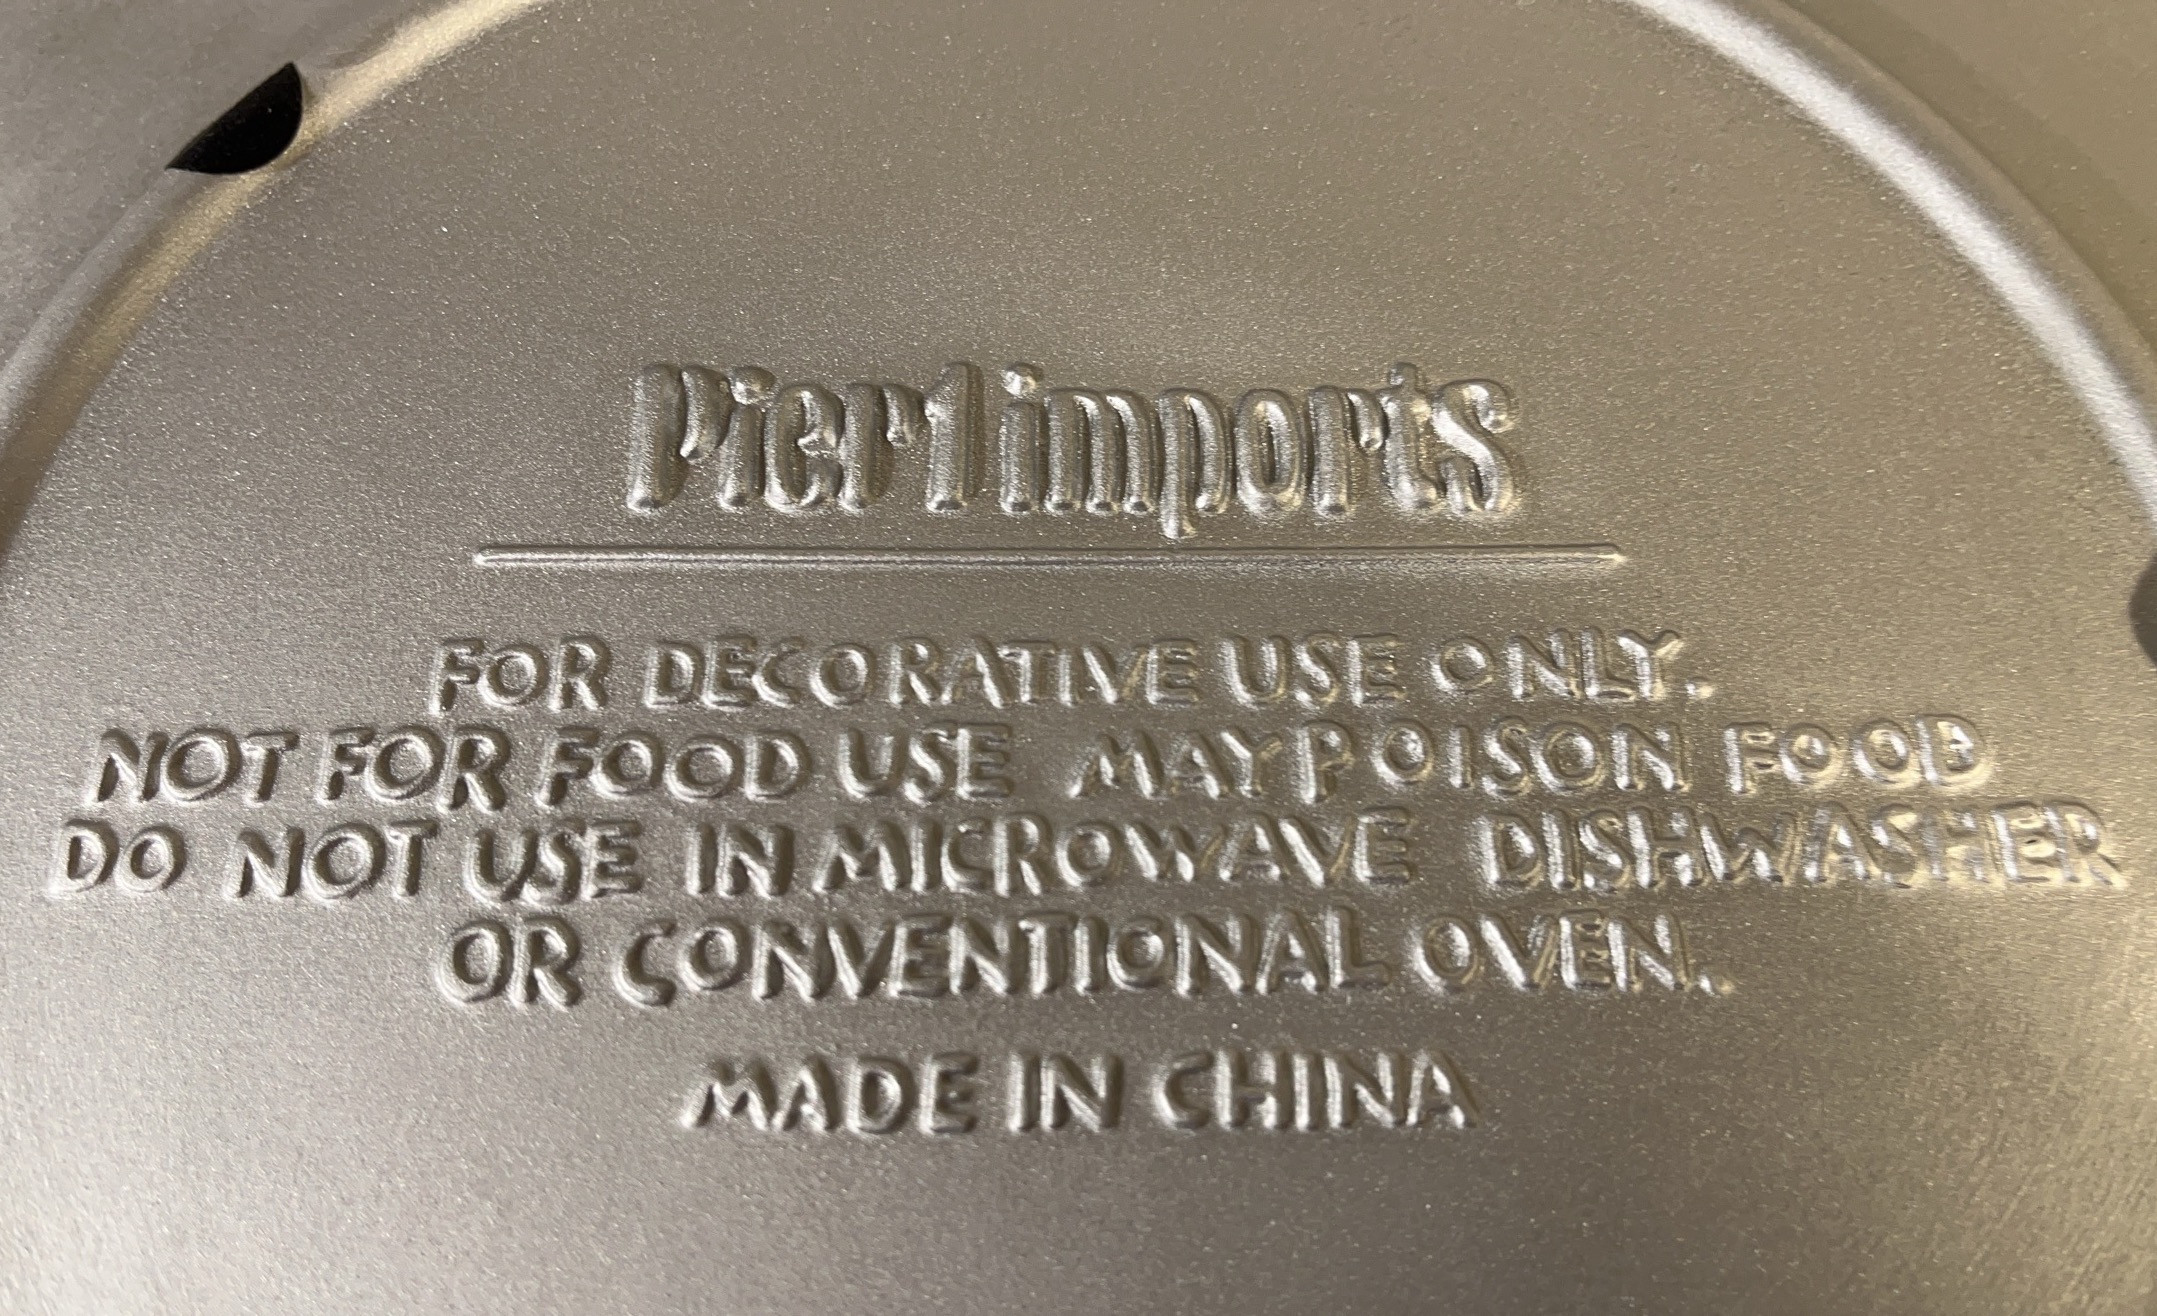 Pier1imports
FOR DECORATIVE USE ONLY.
NOT FOR FOOD USE MAY POISON FOOD
DO NOT USE IN MICROWAVE DISHWASHER
OR CONVENTIONAL OVEN.
MADE IN CHINA